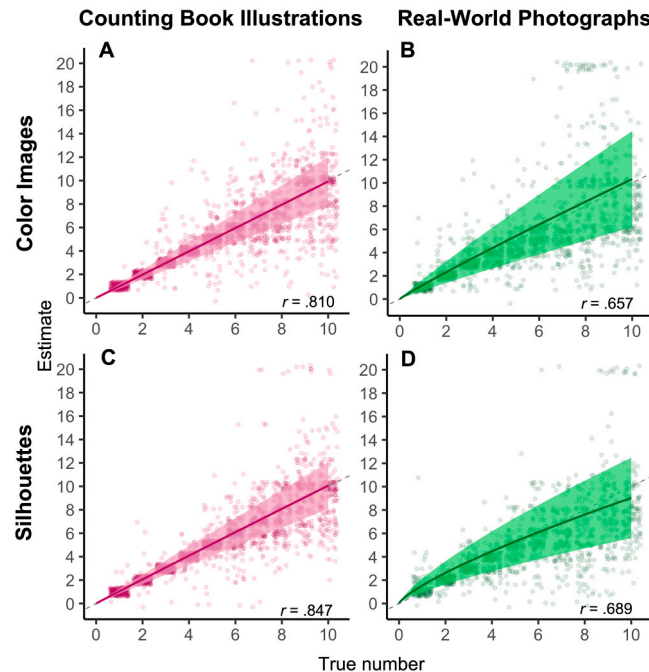 Counting Book Illustrations
Real-World Photographs
Color Images
Silhouettes
Estimate
A
20
18
16
14
12
10
8
6
4
2
0
r = .810
0 2 4 6 8 10
B
20
18
16
14
12
10
8
6
4
2
0
r = .657
0 2 4 6 8 10
C
20
18
16
14
12
10
8
6
4
2
0
r = .847
0 2 4 6 8 10
D
20
18
16
14
12
10
8
6
4
2
0
r = .689
0 2 4 6 8 10
True number